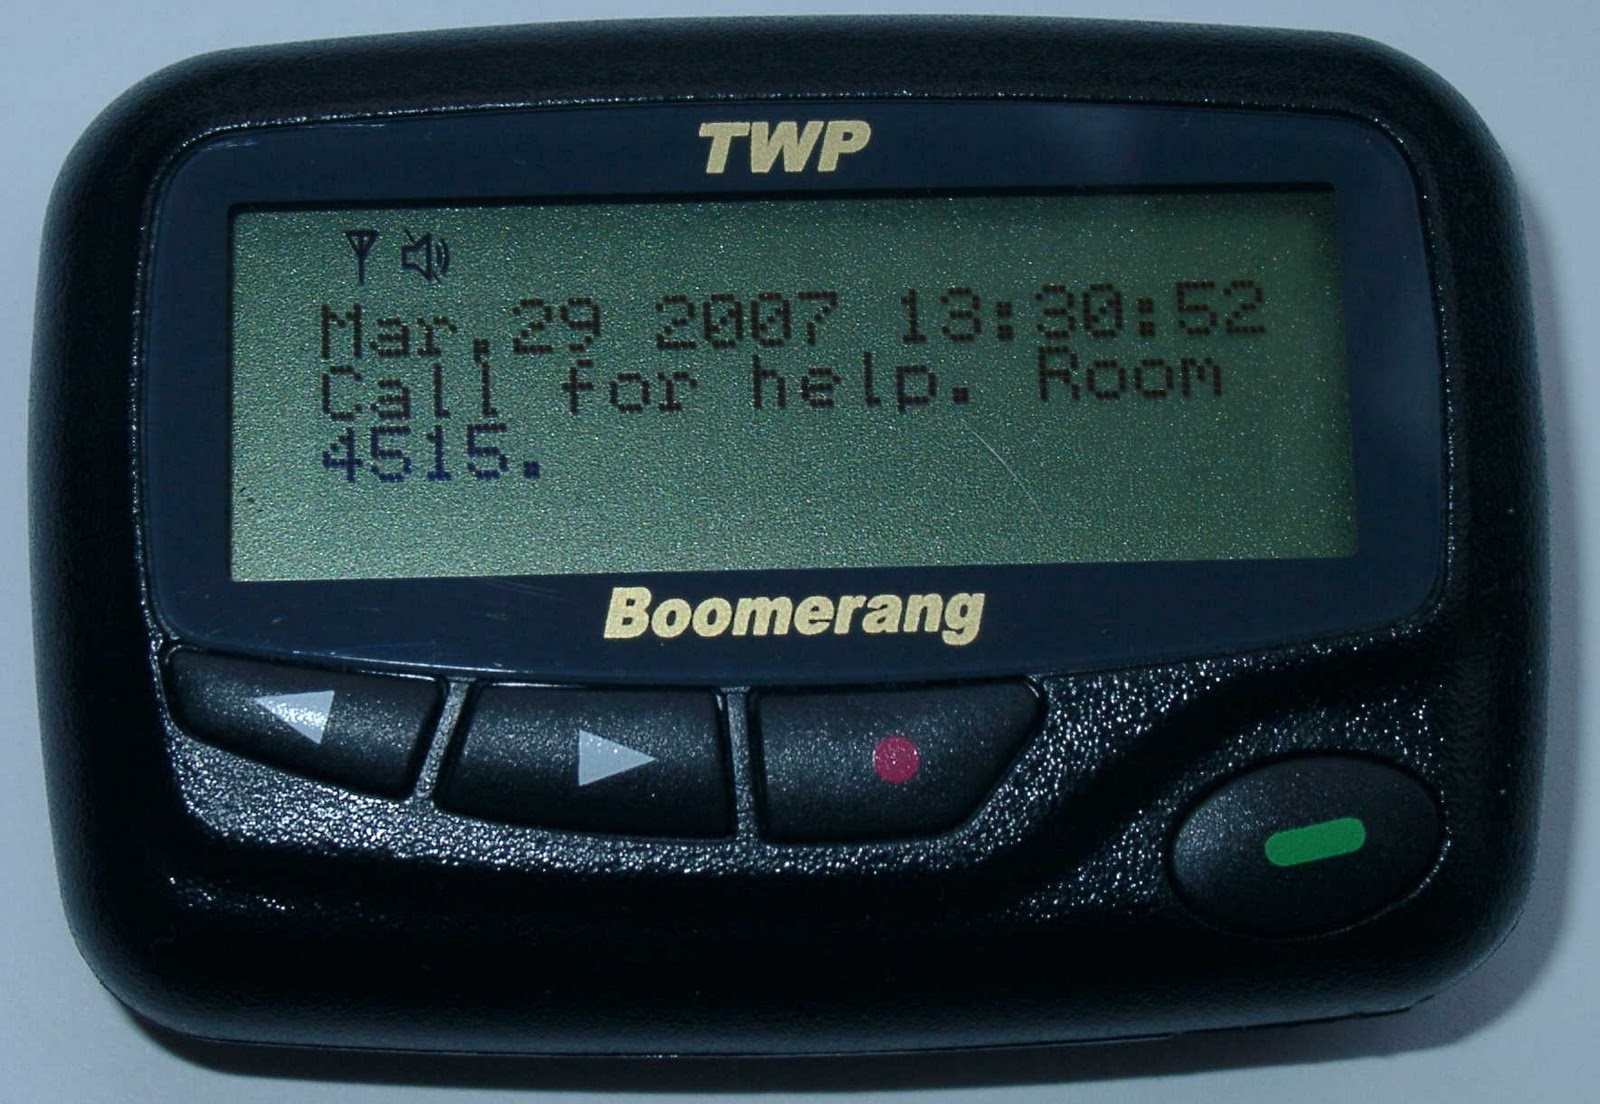 TWP
Mar.29 2007 13:30:52
Call for help. Room
4515.
Boomerang